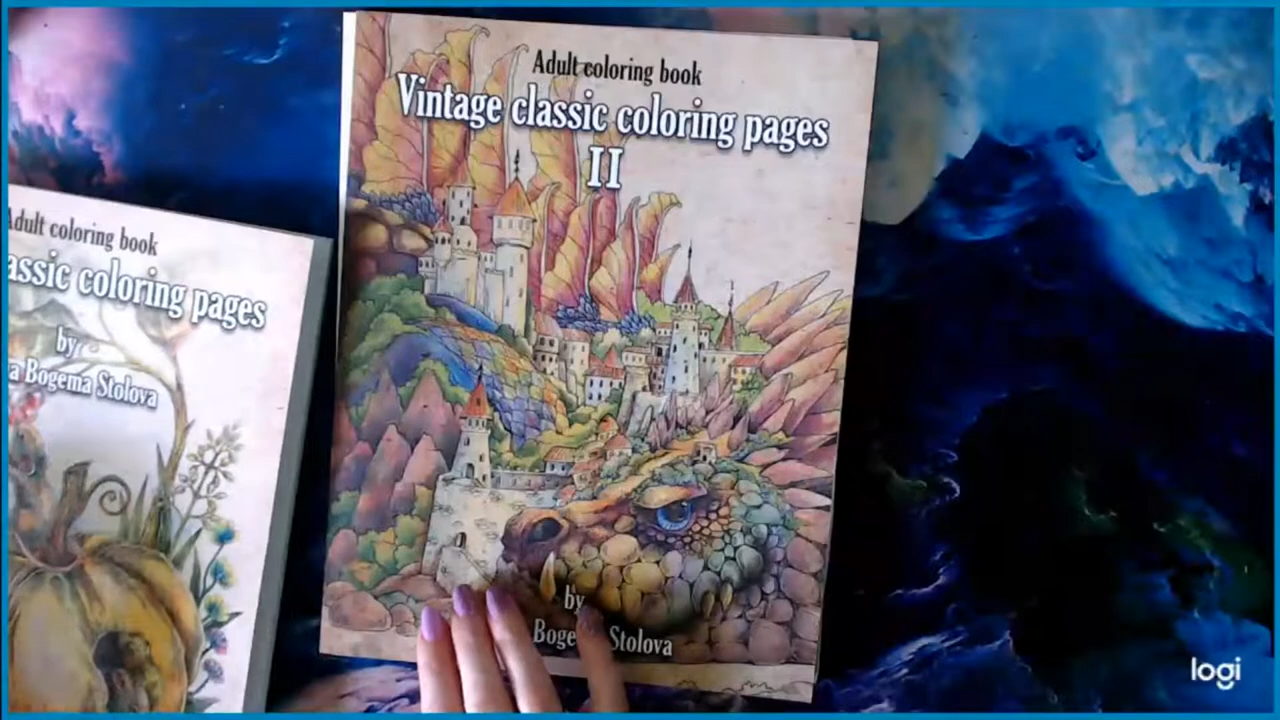 Adult coloring book
Vintage classic coloring pages
II
by
Bogema Stolova
Adult coloring book
assic coloring pages
by
a Bogema Stolova
logi